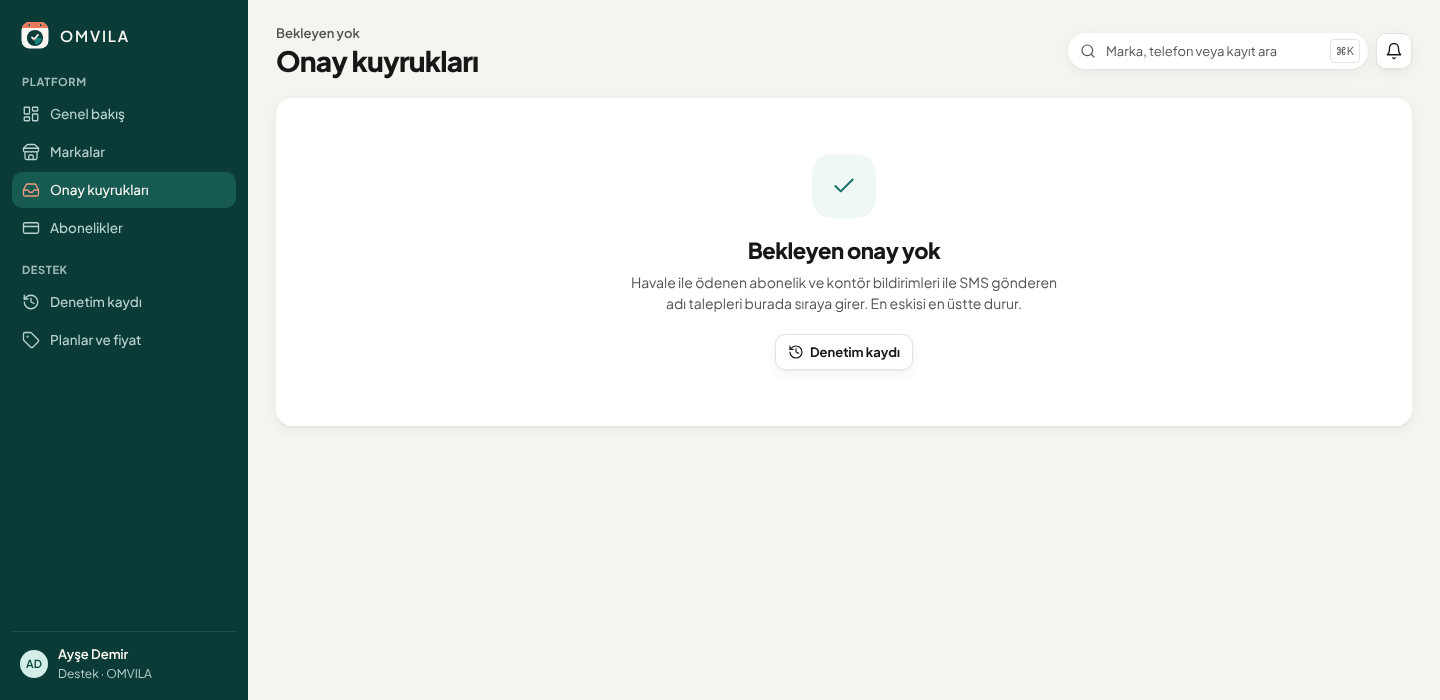 OMVILA
PLATFORM
Genel bakış
Markalar
Onay kuyrukları
Abonelikler
DESTEK
Denetim kaydı
Planlar ve fiyat
AD
Ayşe Demir
Destek · OMVILA
Bekleyen yok
Onay kuyrukları
Marka, telefon veya kayıt ara
⌘K
Bekleyen onay yok
Havale ile ödenen abonelik ve kontör bildirimleri ile SMS gönderen
adı talepleri burada sıraya girer. En eskisi en üstte durur.
Denetim kaydı